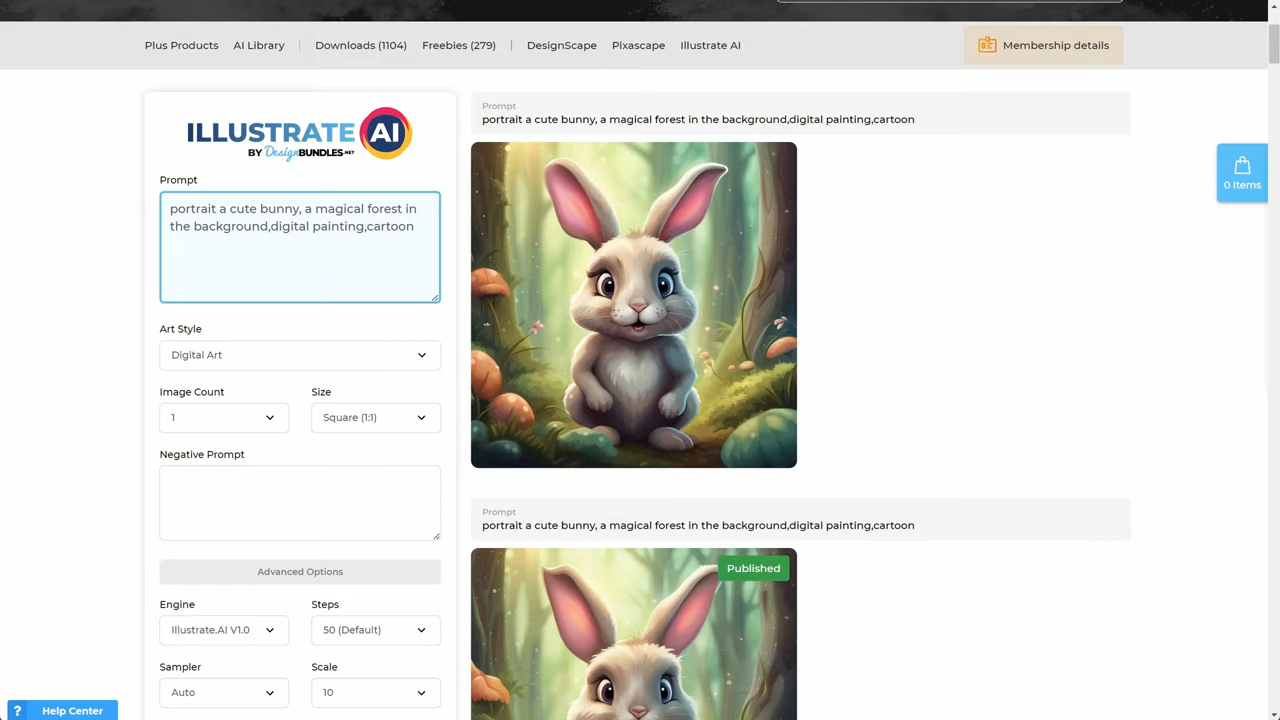 Plus Products AI Library Downloads (1104) Freebies (279) DesignScape Pixascape Illustrate AI Membership details
ILLUSTRATE AI
BY DesignBUNDLES.NET
Prompt
portrait a cute bunny, a magical forest in
the background,digital painting,cartoon
Art Style
Digital Art
Image Count Size
1 Square (1:1)
Negative Prompt
Advanced Options
Engine Steps
Illustrate.AI V1.0 50 (Default)
Sampler Scale
Auto 10
Prompt
portrait a cute bunny, a magical forest in the background,digital painting,cartoon
Prompt
portrait a cute bunny, a magical forest in the background,digital painting,cartoon
Published
0 Items
? Help Center